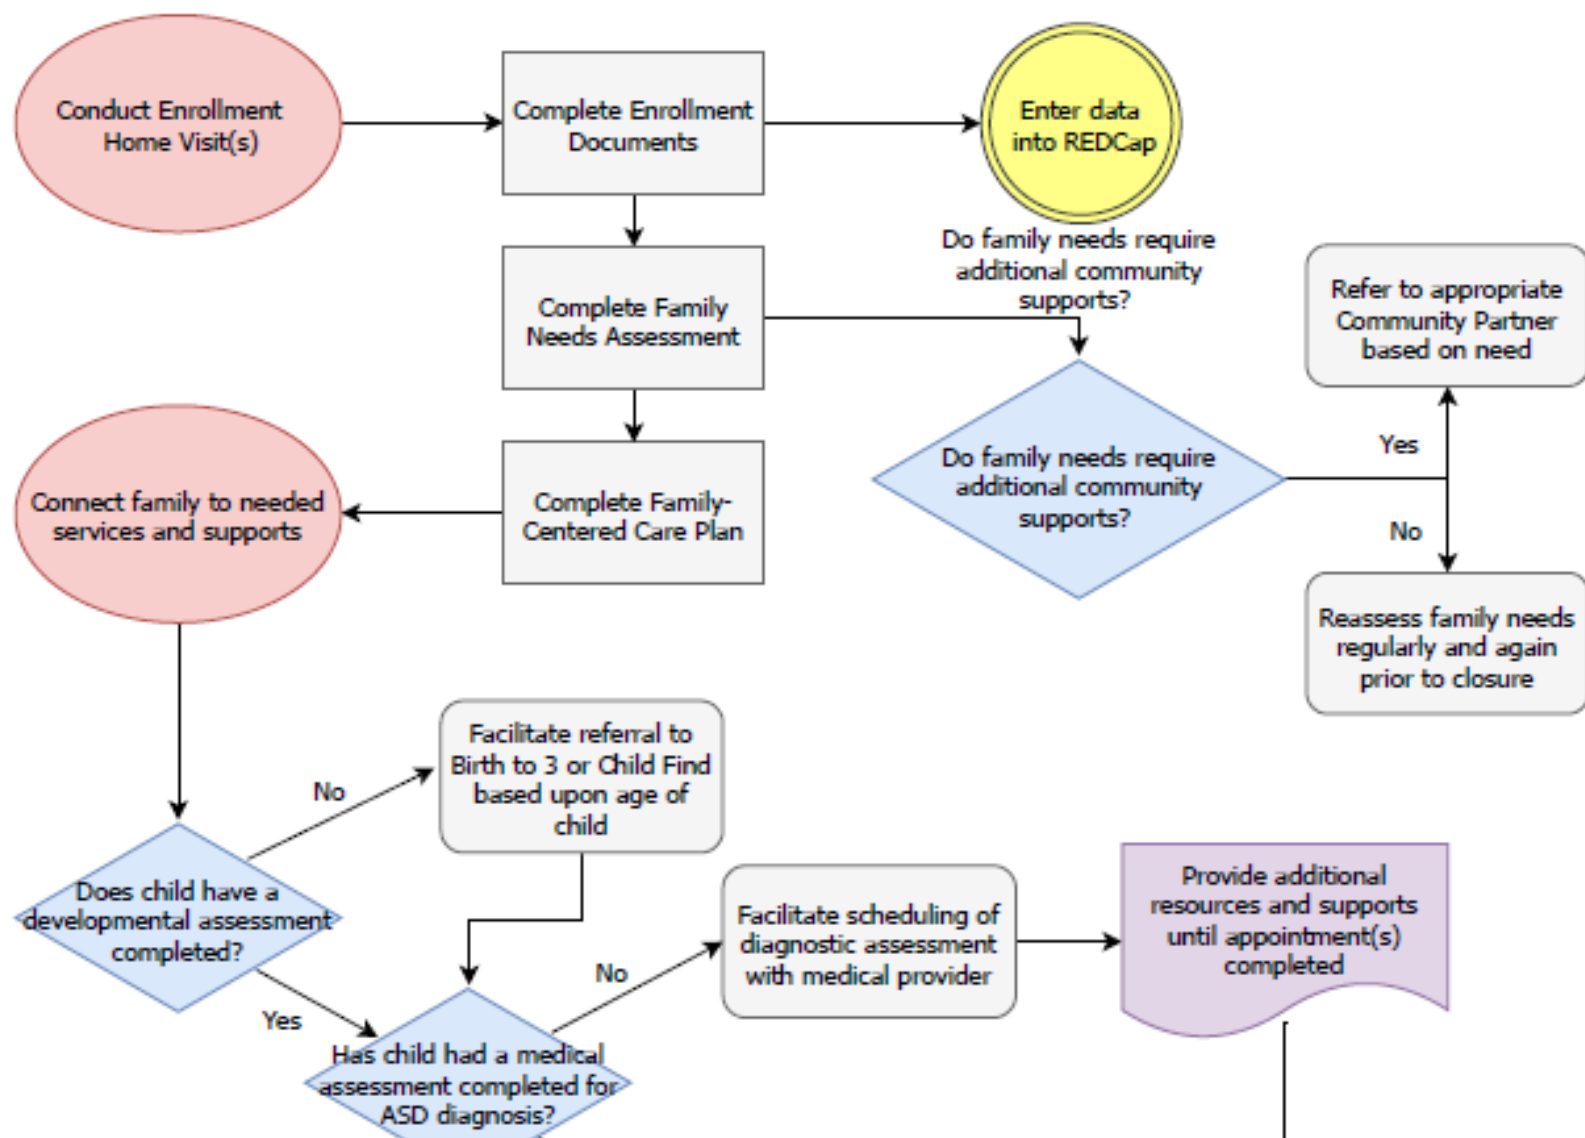 Conduct Enrollment
Home Visit(s)
Complete Enrollment
Documents
Enter data
into REDCap
Do family needs require
additional community
supports?
Complete Family
Needs Assessment
Refer to appropriate
Community Partner
based on need
Yes
Do family needs require
additional community
supports?
No
Connect family to needed
services and supports
Complete Family-
Centered Care Plan
Reassess family needs
regularly and again
prior to closure
Facilitate referral to
Birth to 3 or Child Find
based upon age of
child
No
Does child have a
developmental assessment
completed?
Yes
Facilitate scheduling of
diagnostic assessment
with medical provider
Provide additional
resources and supports
until appointment(s)
completed
No
Has child had a medical
assessment completed for
ASD diagnosis?